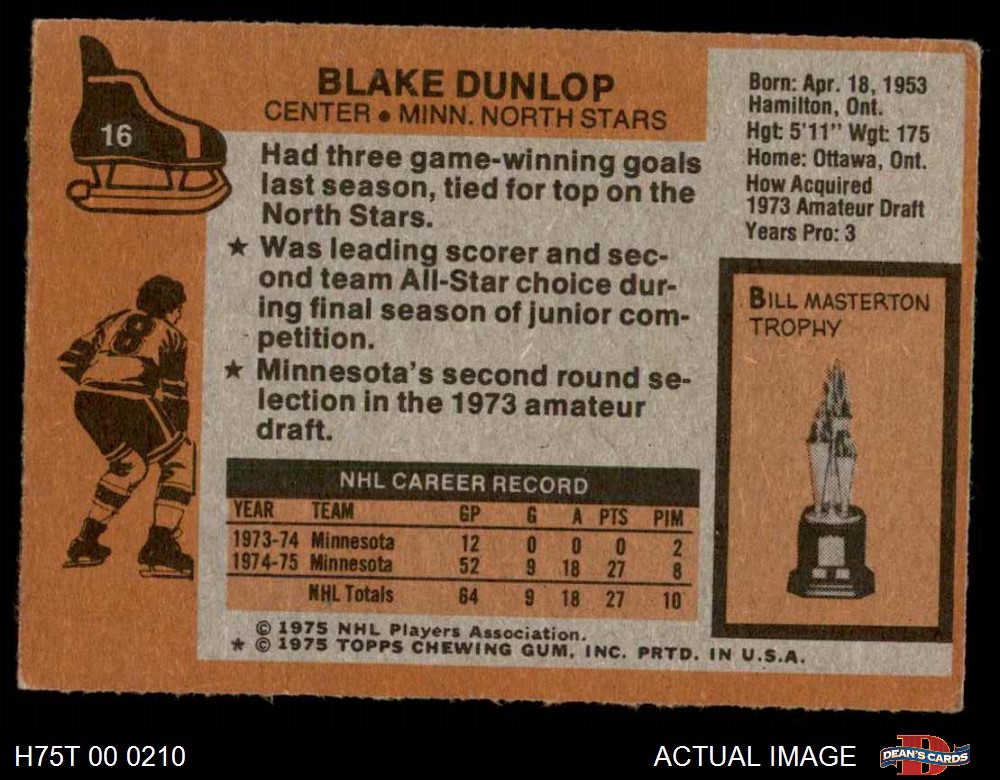 16
BLAKE DUNLOP
CENTER • MINN. NORTH STARS
Had three game-winning goals
last season, tied for top on the
North Stars.
★ Was leading scorer and sec-
ond team All-Star choice dur-
ing final season of junior com-
petition.
★ Minnesota's second round se-
lection in the 1973 amateur
draft.
Born: Apr. 18, 1953
Hamilton, Ont.
Hgt: 5'11" Wgt: 175
Home: Ottawa, Ont.
How Acquired
1973 Amateur Draft
Years Pro: 3
8
BILL MASTERTON
TROPHY
NHL CAREER RECORD
YEAR TEAM GP G A PTS PIM
1973-74 Minnesota 12 0 0 0 2
1974-75 Minnesota 52 9 18 27 8
NHL Totals 64 9 18 27 10
© 1975 NHL Players Association.
★ © 1975 TOPPS CHEWING GUM, INC. PRTD. IN U.S.A.
H75T 00 0210
ACTUAL IMAGE
DEAN'S CARDS